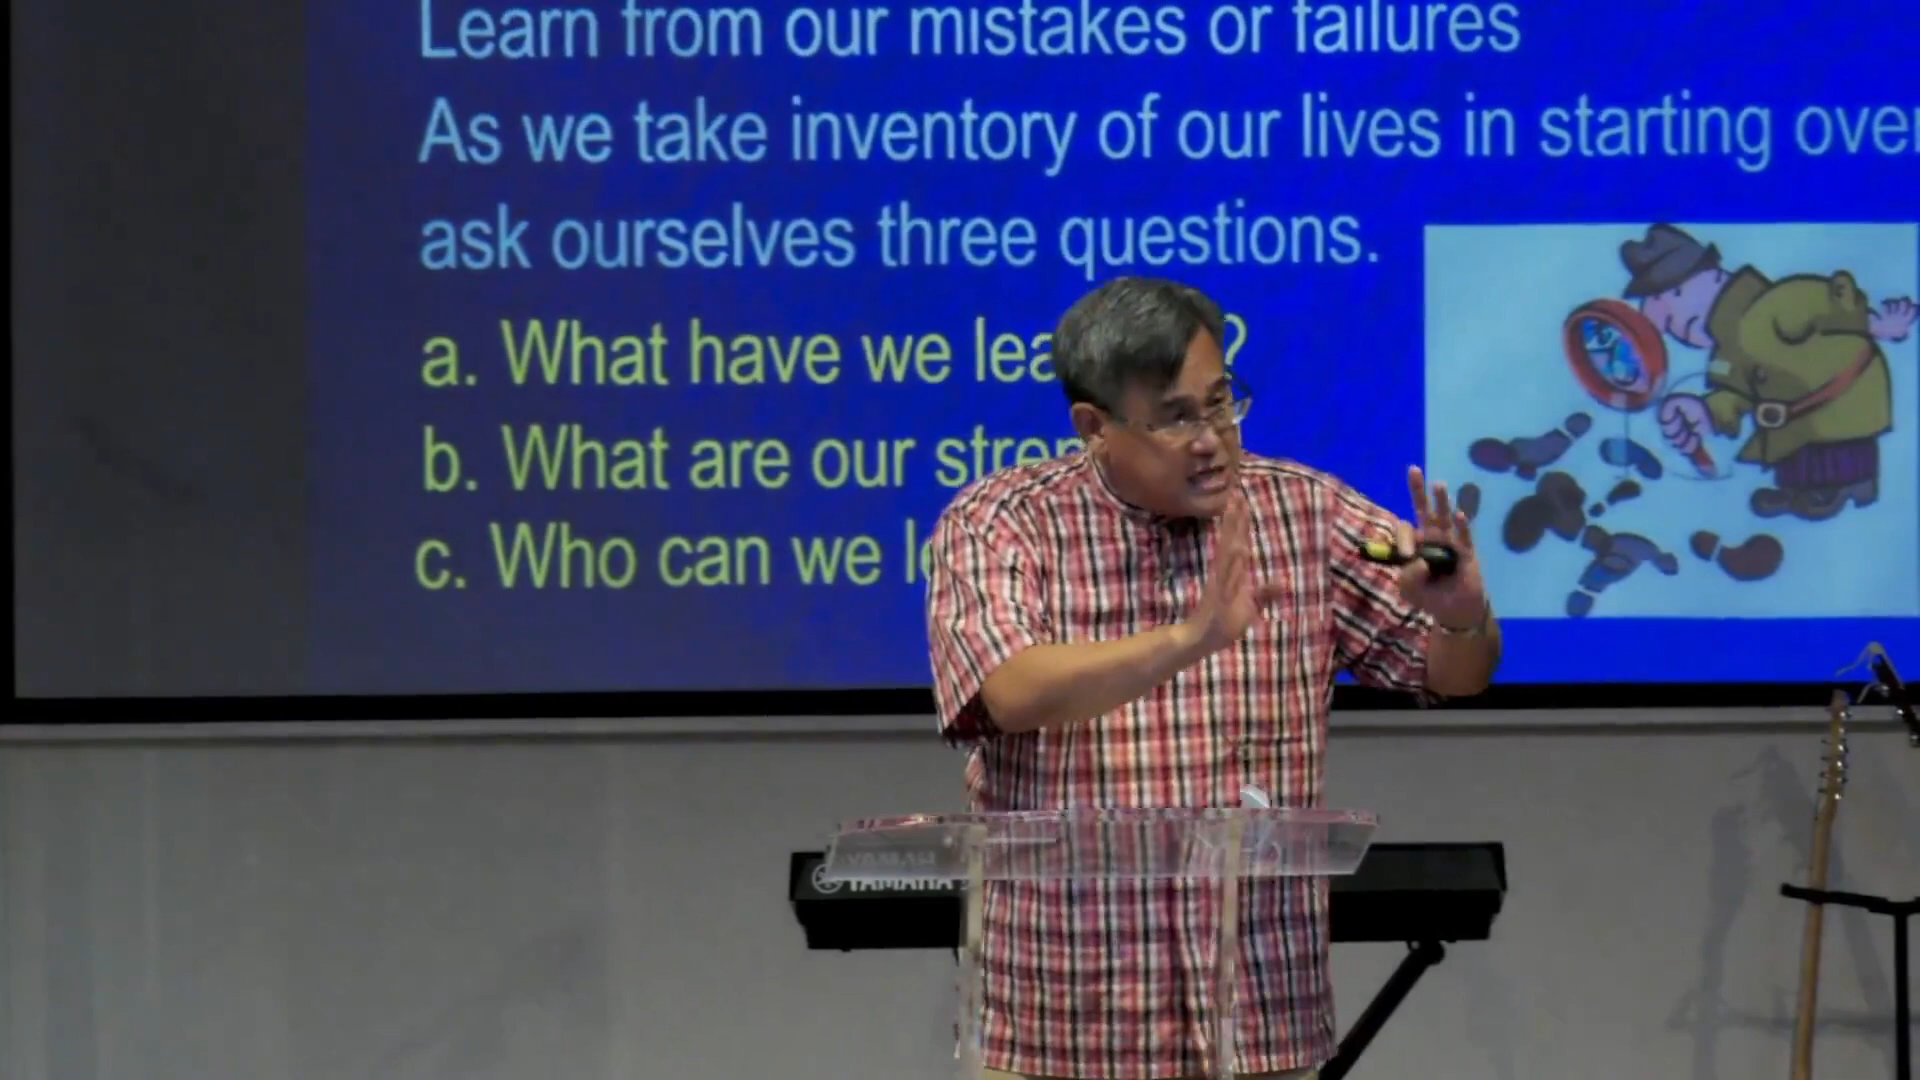 Learn from our mistakes or failures
As we take inventory of our lives in starting over
ask ourselves three questions.
a. What have we lea ?
b. What are our stren
c. Who can we l
YAMAHA